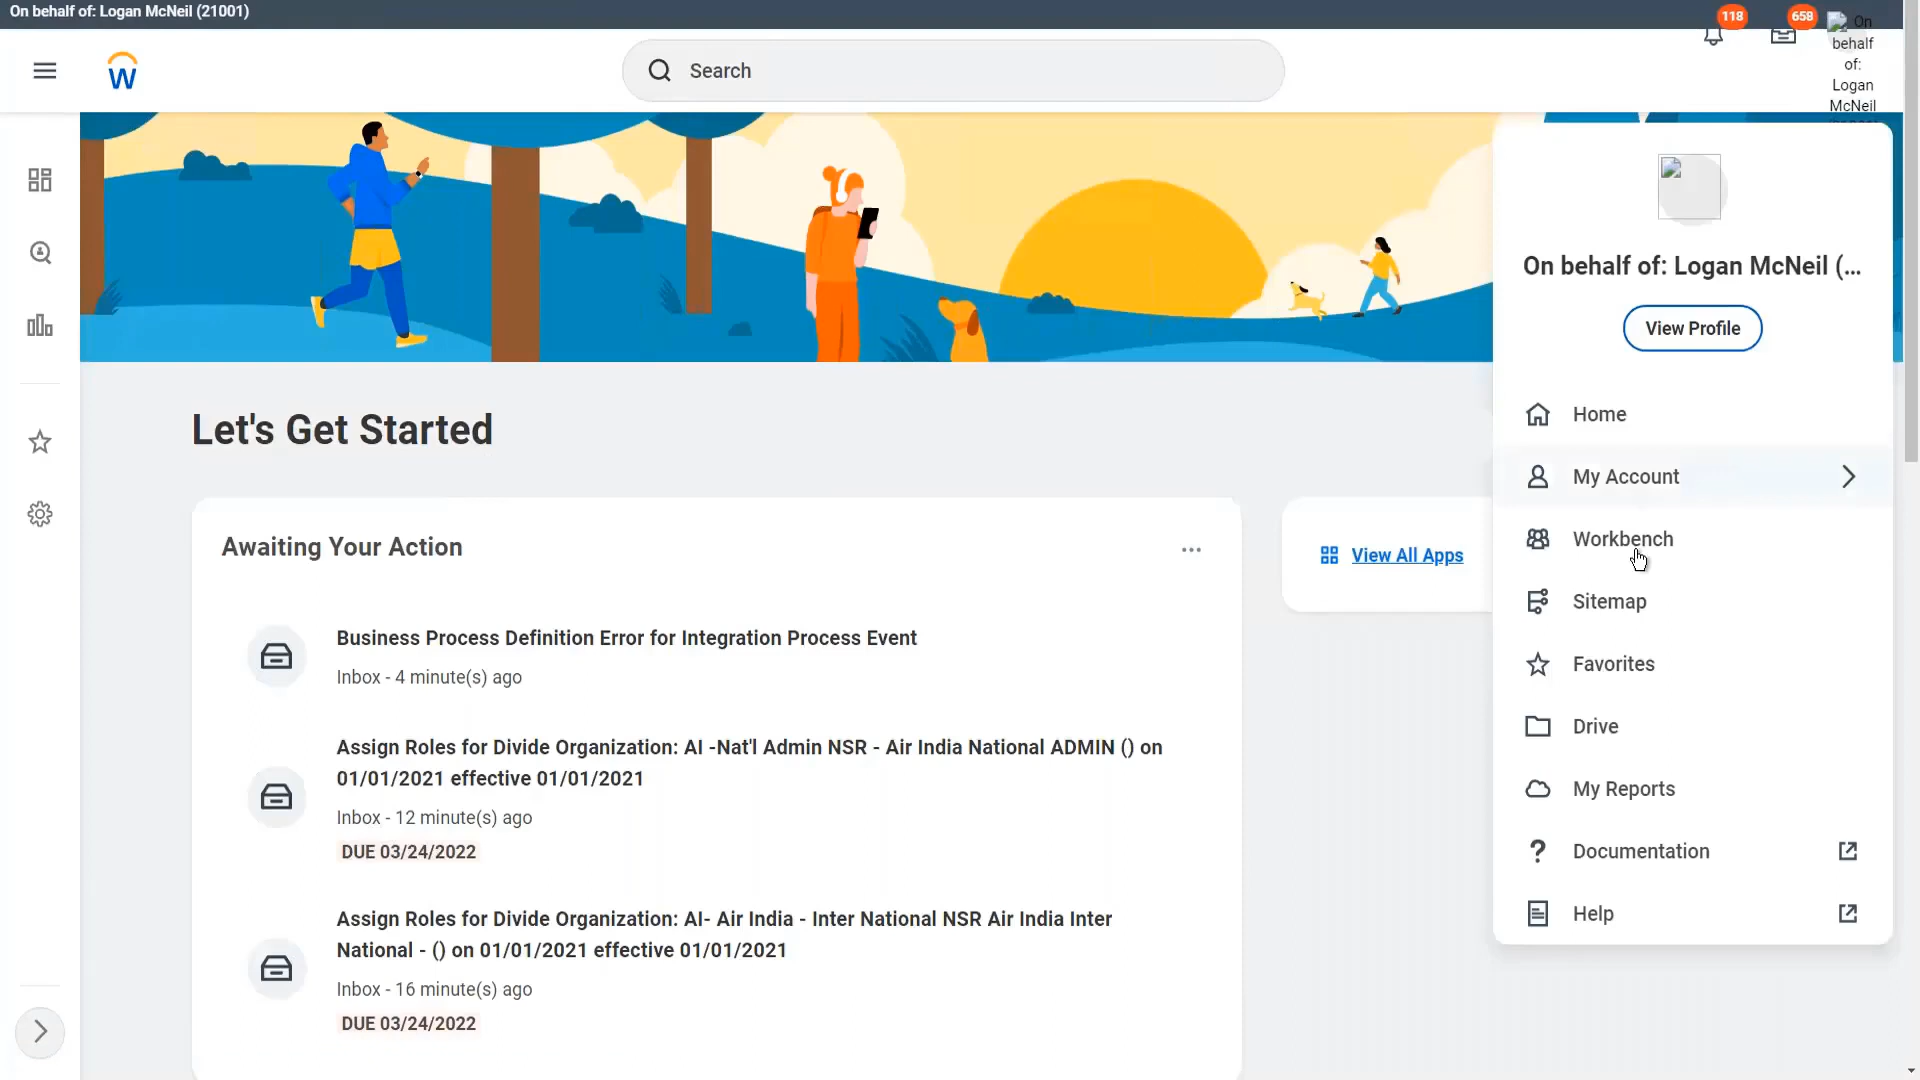 On behalf of: Logan McNeil (21001)
118
658
On
behalf
of:
Logan
McNeil
W
Search
On behalf of: Logan McNeil (...
View Profile
Home
My Account
Workbench
Sitemap
Favorites
Drive
My Reports
Documentation
Help
Let's Get Started
Awaiting Your Action
View All Apps
Business Process Definition Error for Integration Process Event
Inbox - 4 minute(s) ago
Assign Roles for Divide Organization: AI -Nat'l Admin NSR - Air India National ADMIN () on
01/01/2021 effective 01/01/2021
Inbox - 12 minute(s) ago
DUE 03/24/2022
Assign Roles for Divide Organization: AI- Air India - Inter National NSR Air India Inter
National - () on 01/01/2021 effective 01/01/2021
Inbox - 16 minute(s) ago
DUE 03/24/2022